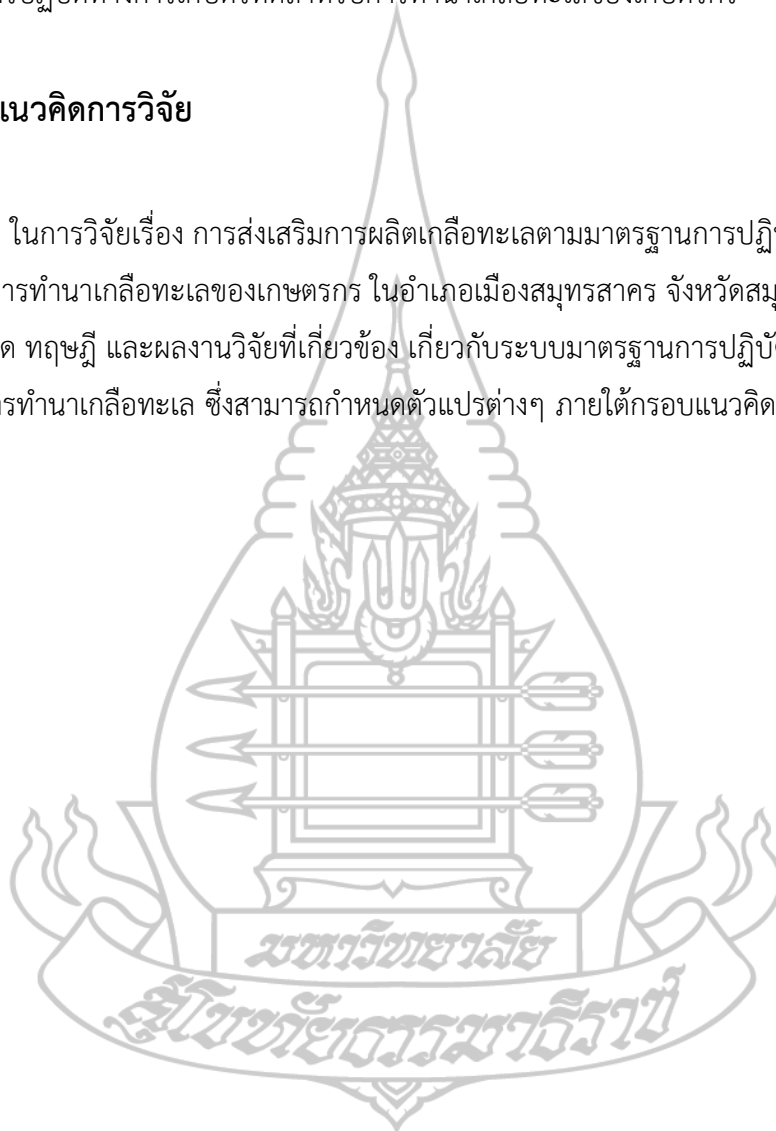 แนวคิดการวิจัย
ในการวิจัยเรื่อง การส่งเสริมการผลิตเกลือทะเลตามมาตรฐานการปฏิบ
ารทำนาเกลือทะเลของเกษตรกร ในอำเภอเมืองสมุทรสาคร จังหวัดสมุ
ด ทฤษฎี และผลงานวิจัยที่เกี่ยวข้อง เกี่ยวกับระบบมาตรฐานการปฏิบั
ารทำนาเกลือทะเล ซึ่งสามารถกำหนดตัวแปรต่างๆ ภายใต้กรอบแนวคิด
มหาวิทยาลัย
สุโขทัยธรรมาธิราช